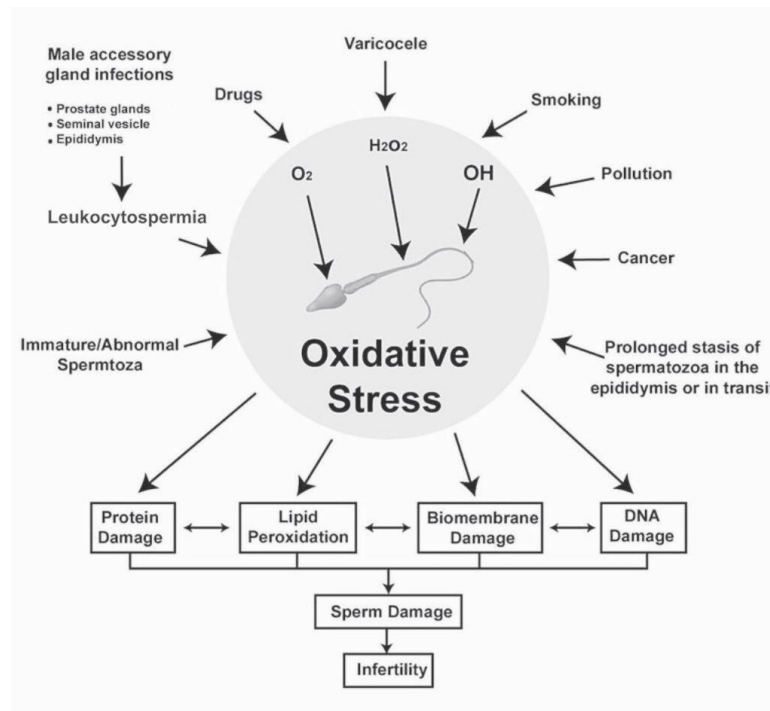 Varicocele
Male accessory
gland infections
• Prostate glands
• Seminal vesicle
• Epididymis
Drugs
Smoking
H2O2
O2
OH
Pollution
Leukocytospermia
Cancer
Immature/Abnormal
Spermtoza
Oxidative
Stress
Prolonged stasis of
spermatozoa in the
epididymis or in transi
Protein
Damage
Lipid
Peroxidation
Biomembrane
Damage
DNA
Damage
Sperm Damage
Infertility